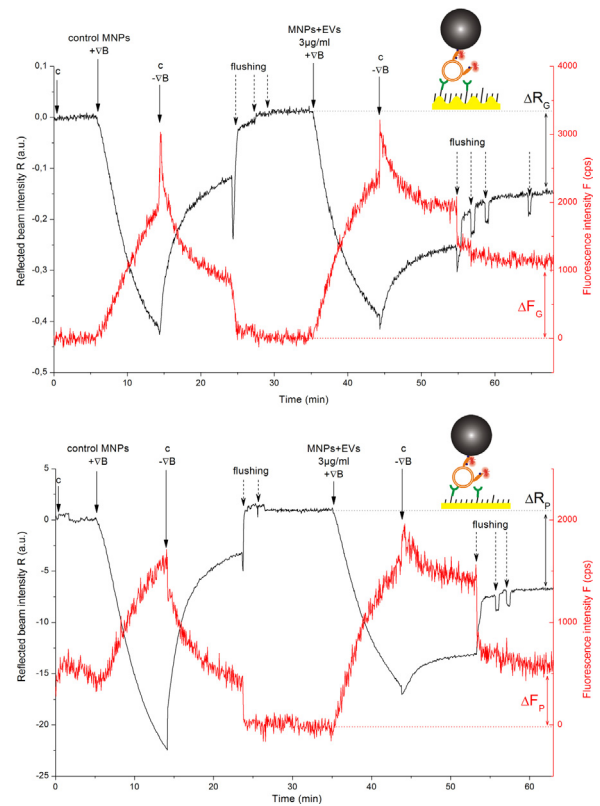 control MNPs
+∇B
c
c
-∇B
flushing
MNPs+EVs
3µg/ml
+∇B
c
-∇B
flushing
ΔR_G
ΔF_G
0,1
0,0
-0,1
-0,2
-0,3
-0,4
-0,5
Reflected beam intensity R (a.u.)
4000
3000
2000
1000
0
Fluorescence intensity F (cps)
0 10 20 30 40 50 60
Time (min)
control MNPs
+∇B
c
c
-∇B
flushing
MNPs+EVs
3µg/ml
+∇B
c
-∇B
flushing
ΔR_P
ΔF_P
5
0
-5
-10
-15
-20
-25
Reflected beam intensity R (a.u.)
2000
1000
0
Fluorescence intensity F (cps)
0 10 20 30 40 50 60
Time (min)